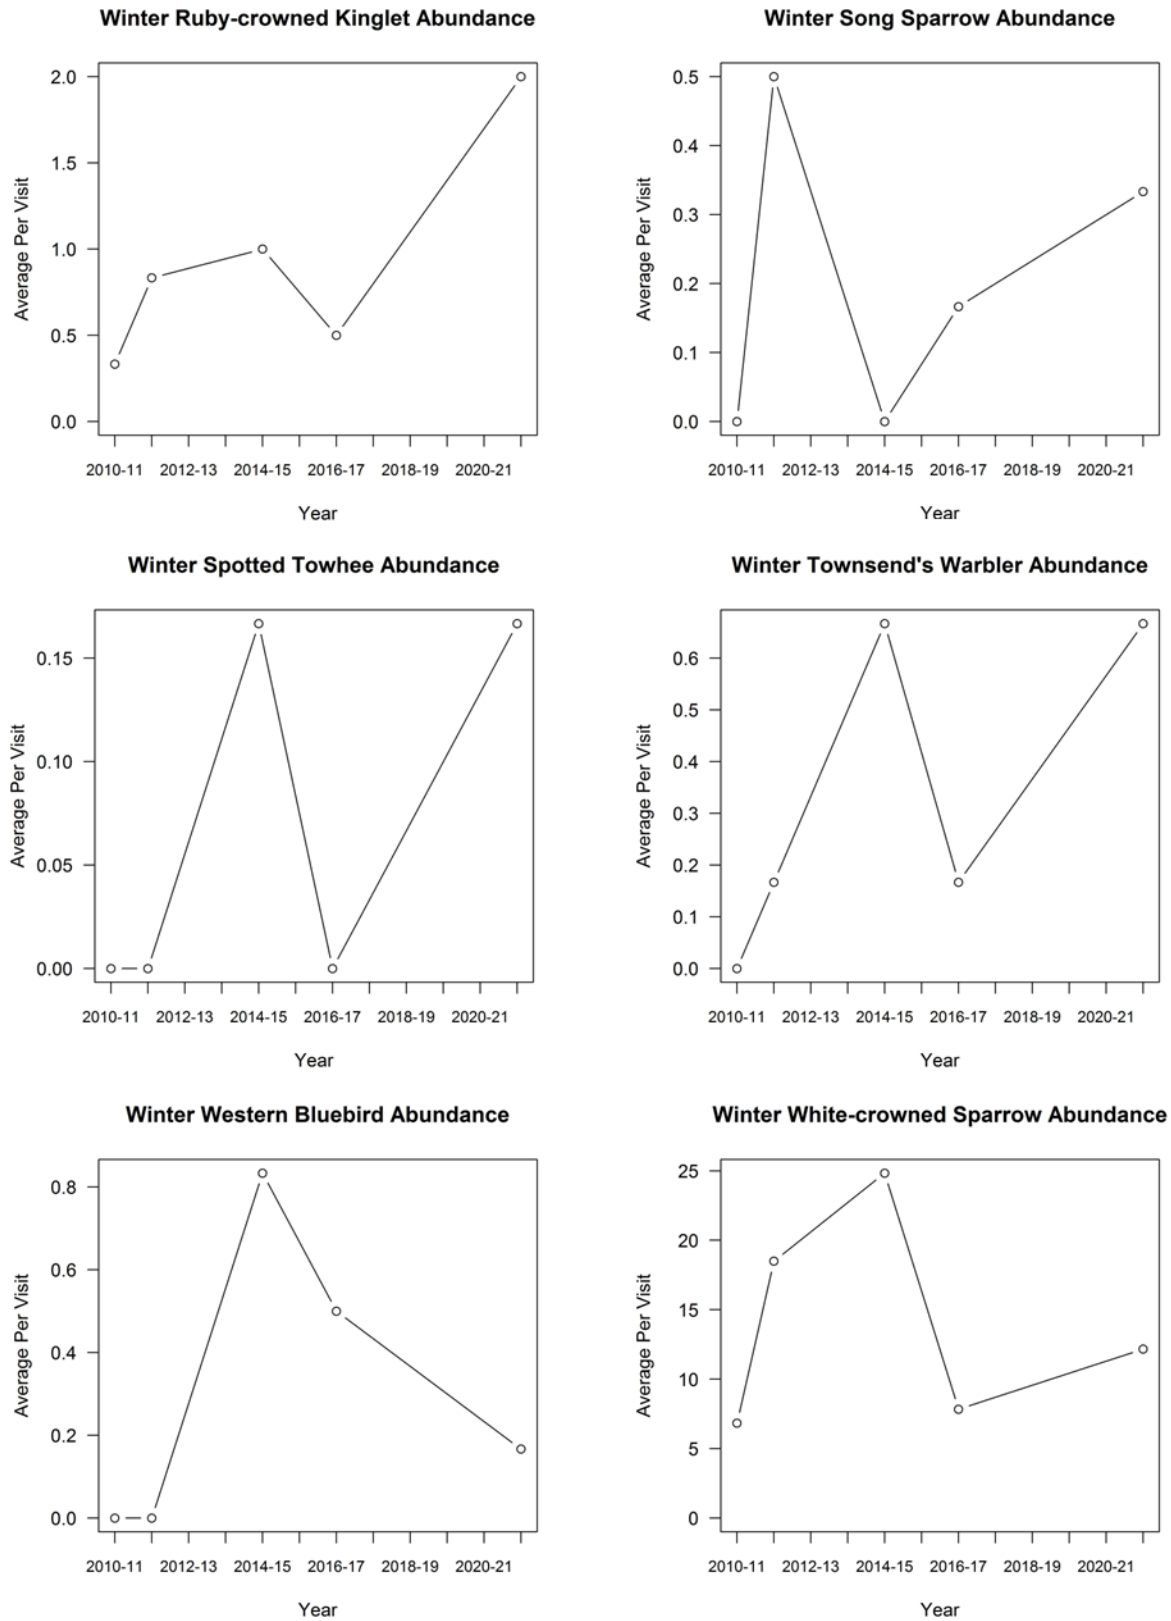 Winter Ruby-crowned Kinglet Abundance
Average Per Visit
2.0
1.5
1.0
0.5
0.0
2010-11 2012-13 2014-15 2016-17 2018-19 2020-21
Year
Winter Song Sparrow Abundance
Average Per Visit
0.5
0.4
0.3
0.2
0.1
0.0
2010-11 2012-13 2014-15 2016-17 2018-19 2020-21
Year
Winter Spotted Towhee Abundance
Average Per Visit
0.15
0.10
0.05
0.00
2010-11 2012-13 2014-15 2016-17 2018-19 2020-21
Year
Winter Townsend's Warbler Abundance
Average Per Visit
0.6
0.5
0.4
0.3
0.2
0.1
0.0
2010-11 2012-13 2014-15 2016-17 2018-19 2020-21
Year
Winter Western Bluebird Abundance
Average Per Visit
0.8
0.6
0.4
0.2
0.0
2010-11 2012-13 2014-15 2016-17 2018-19 2020-21
Year
Winter White-crowned Sparrow Abundance
Average Per Visit
25
20
15
10
5
0
2010-11 2012-13 2014-15 2016-17 2018-19 2020-21
Year